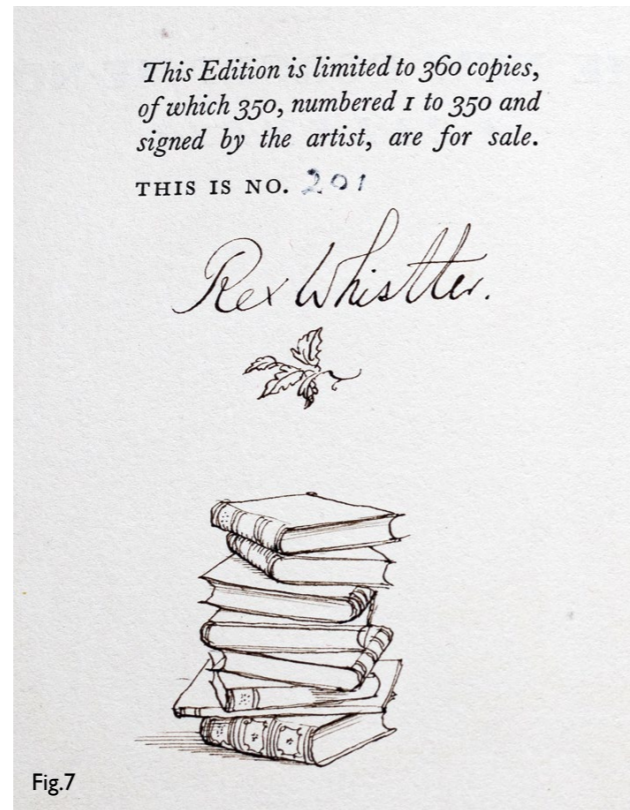 This Edition is limited to 360 copies,
of which 350, numbered 1 to 350 and
signed by the artist, are for sale.
THIS IS NO. 201
Rex Whistler.
Fig.7